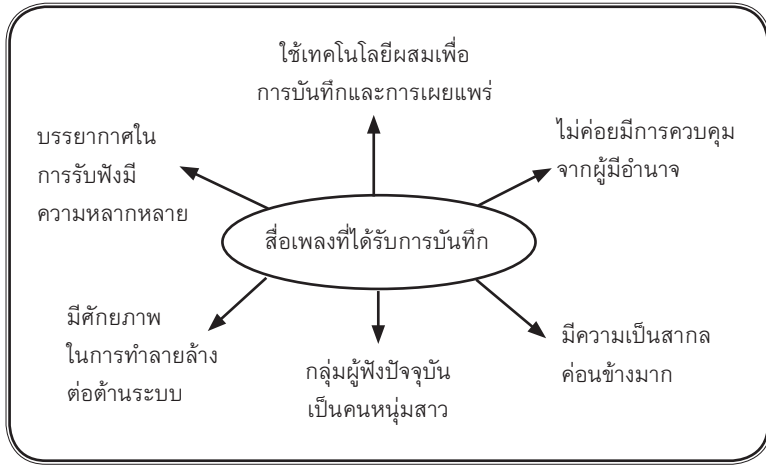 ใช้เทคโนโลยีผสมเพื่อ
การบันทึกและการเผยแพร่
บรรยากาศใน
การรับฟังมี
ความหลากหลาย
ไม่ค่อยมีการควบคุม
จากผู้มีอำนาจ
สื่อเพลงที่ได้รับการบันทึก
มีศักยภาพ
ในการทำลายล้าง
ต่อต้านระบบ
กลุ่มผู้ฟังปัจจุบัน
เป็นคนหนุ่มสาว
มีความเป็นสากล
ค่อนข้างมาก